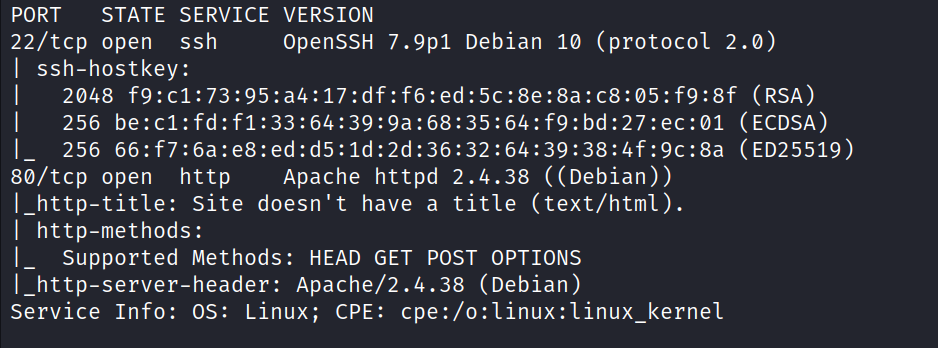 PORT   STATE SERVICE VERSION
22/tcp open  ssh     OpenSSH 7.9p1 Debian 10 (protocol 2.0)
| ssh-hostkey:
|   2048 f9:c1:73:95:a4:17:df:f6:ed:5c:8e:8a:c8:05:f9:8f (RSA)
|   256 be:c1:fd:f1:33:64:39:9a:68:35:64:f9:bd:27:ec:01 (ECDSA)
|_  256 66:f7:6a:e8:ed:d5:1d:2d:36:32:64:39:38:4f:9c:8a (ED25519)
80/tcp open  http    Apache httpd 2.4.38 ((Debian))
|_http-title: Site doesn't have a title (text/html).
| http-methods:
|_  Supported Methods: HEAD GET POST OPTIONS
|_http-server-header: Apache/2.4.38 (Debian)
Service Info: OS: Linux; CPE: cpe:/o:linux:linux_kernel